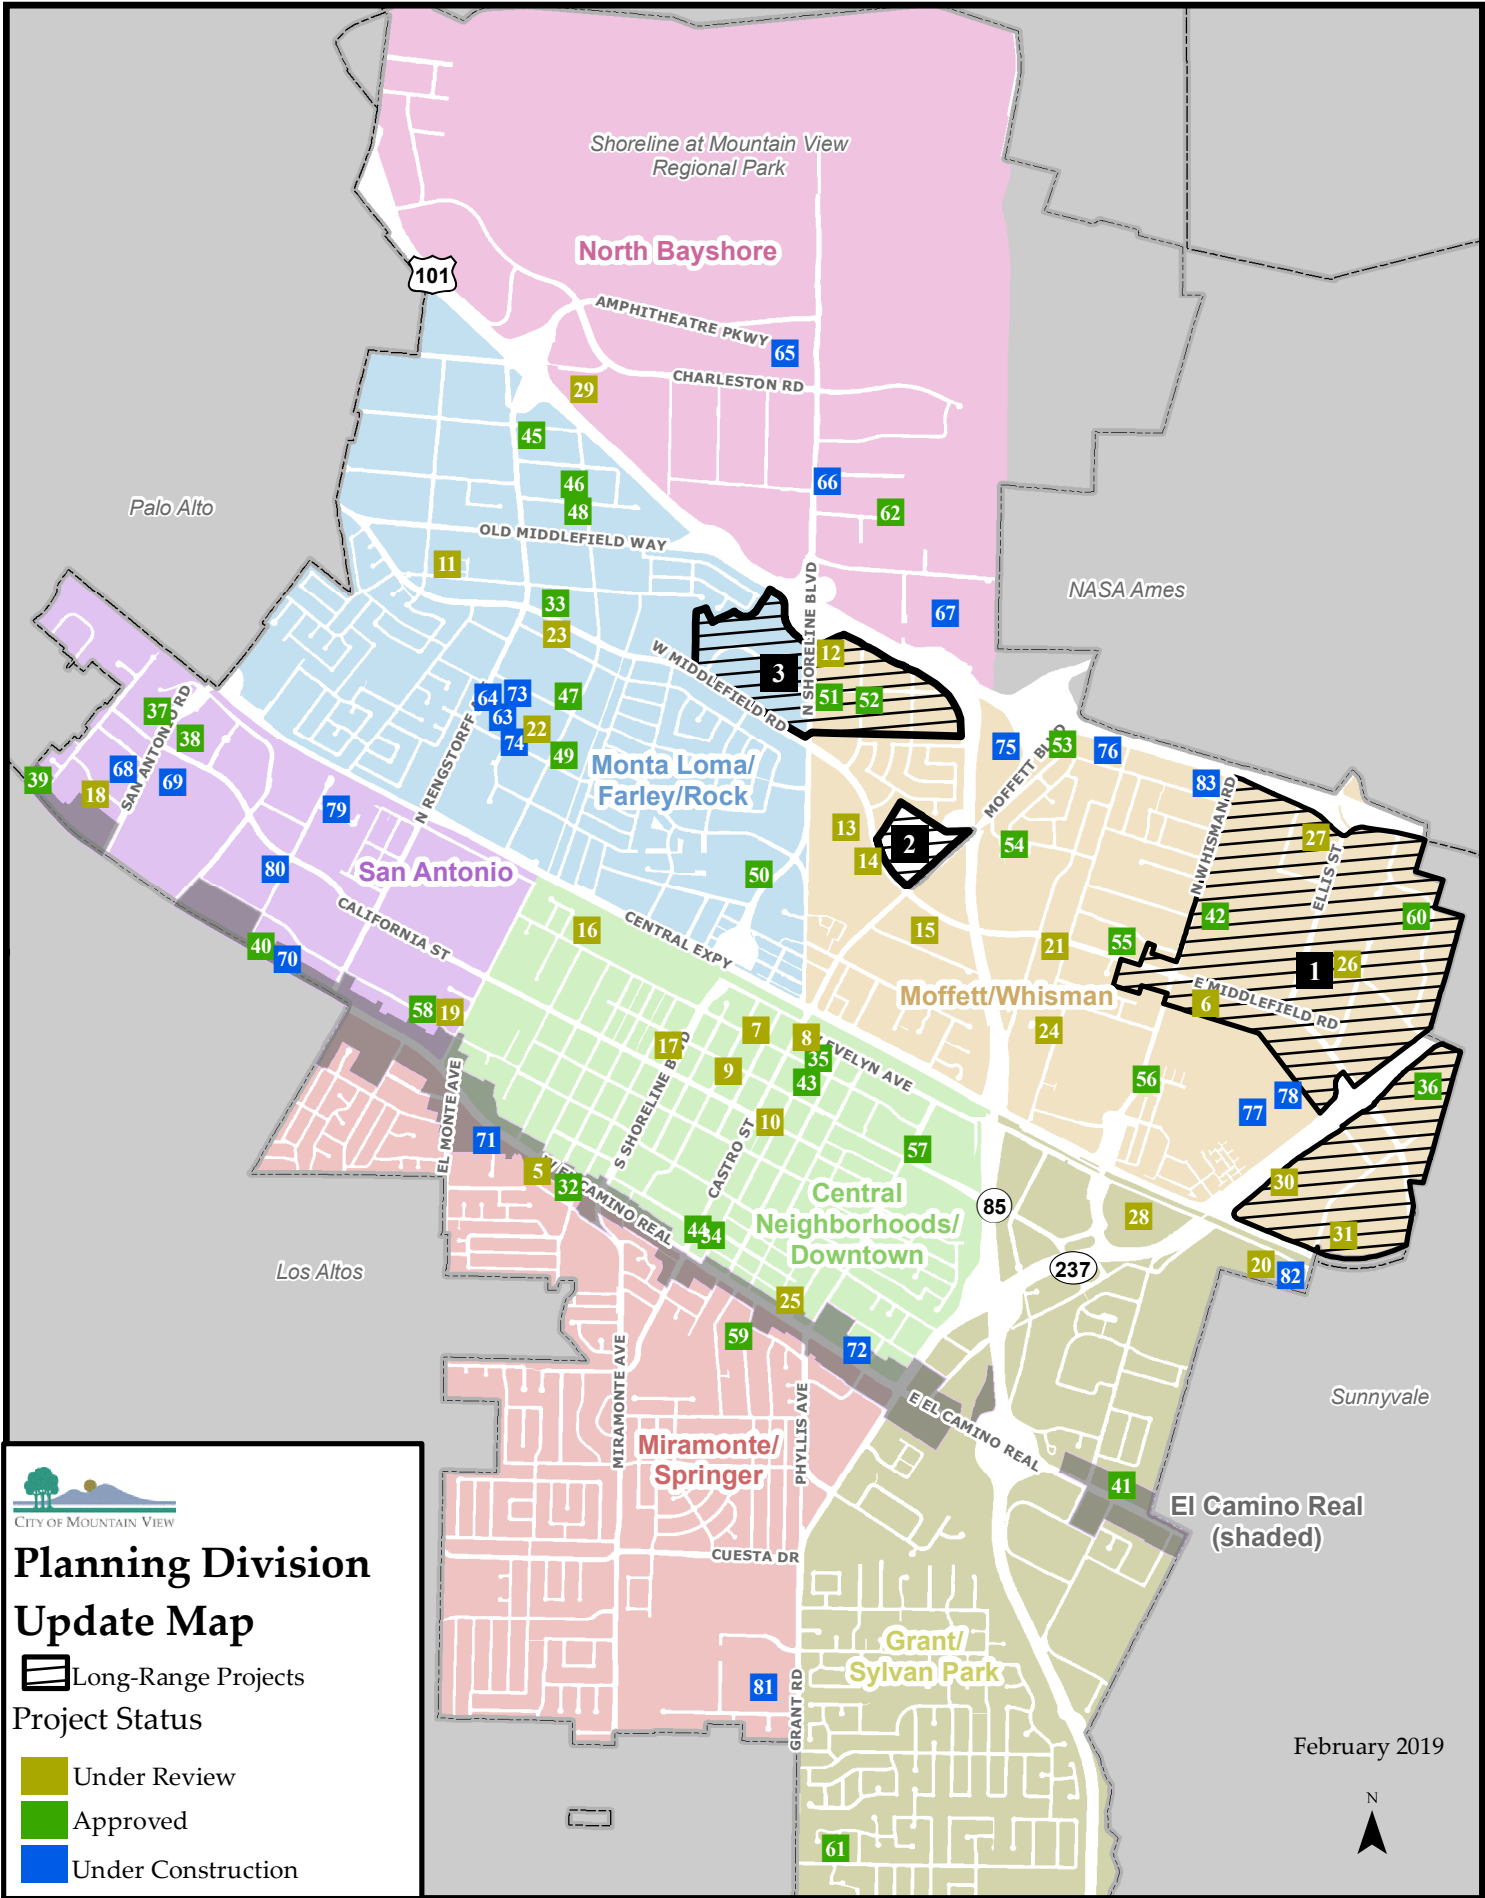 Shoreline at Mountain View
Regional Park
North Bayshore
101
AMPHITHEATRE PKWY
65
CHARLESTON RD
29
45
46
66
48
62
Palo Alto
OLD MIDDLEFIELD WAY
11
NASA Ames
33
67
23
N SHORELINE BLVD
12
W MIDDLEFIELD RD
3
64
73
47
51
52
37
63
22
38
74
49
75
MOFFETT BLVD
53
76
SAN ANTONIO RD
39
68
69
18
79
N RENGSTORFF
Monta Loma/
Farley/Rock
83
N WHISMAN RD
13
2
54
27
14
ELLIS ST
80
San Antonio
50
CALIFORNIA ST
16
CENTRAL EXPY
15
42
60
40
70
21
55
1
26
58
19
Moffett/Whisman
6
E MIDDLEFIELD RD
7
8
24
17
35
EVELYN AVE
9
43
56
36
EL MONTE AVE
S SHORELINE BLVD
78
77
10
71
CASTRO ST
57
5
32
W EL CAMINO REAL
Central
Neighborhoods/
Downtown
85
30
28
44
34
31
237
20
82
Los Altos
25
59
72
MIRAMONTE AVE
PHYLLIS AVE
E EL CAMINO REAL
Sunnyvale
Miramonte/
Springer
41
El Camino Real
(shaded)
CUESTA DR
Grant/
Sylvan Park
81
GRANT RD
61
CITY OF MOUNTAIN VIEW
Planning Division
Update Map
Long-Range Projects
Project Status
Under Review
Approved
Under Construction
February 2019
N